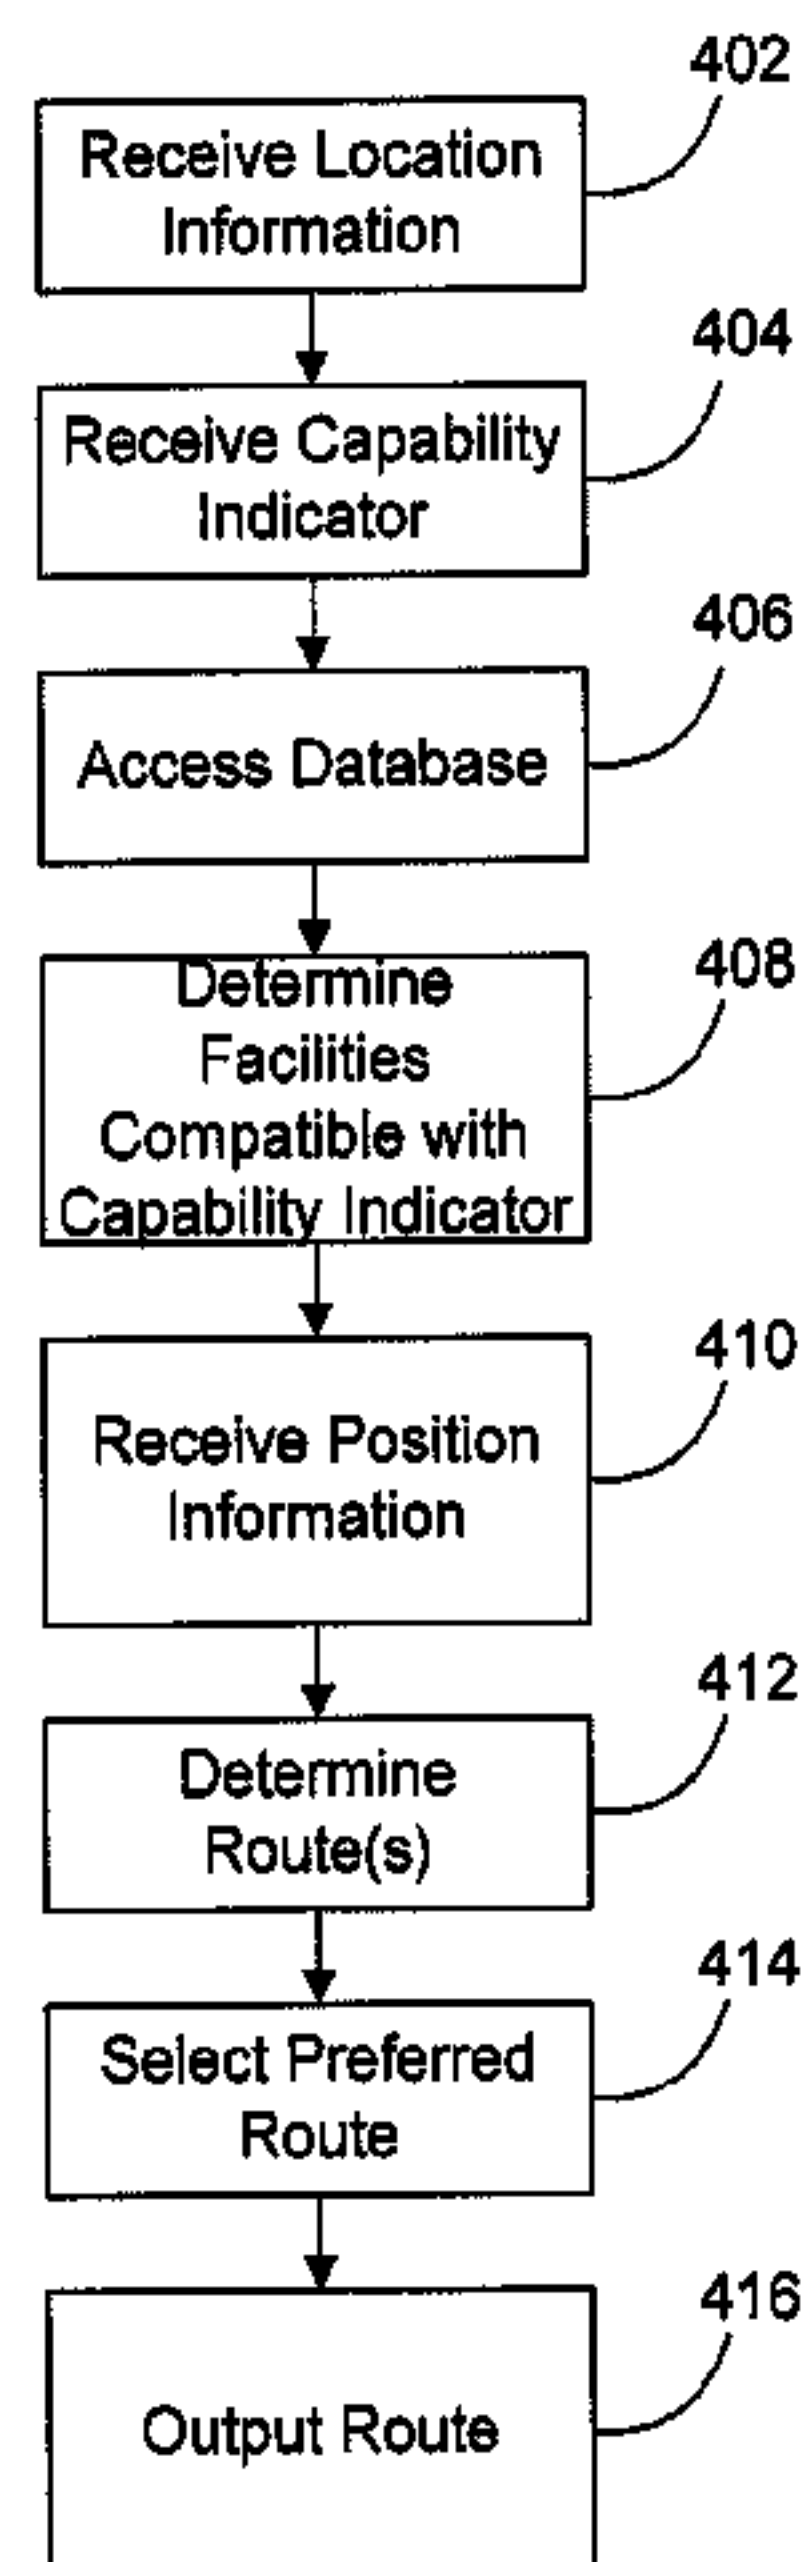 402
Receive Location
Information
404
Receive Capability
Indicator
406
Access Database
408
Determine
Facilities
Compatible with
Capability Indicator
410
Receive Position
Information
412
Determine
Route(s)
414
Select Preferred
Route
416
Output Route